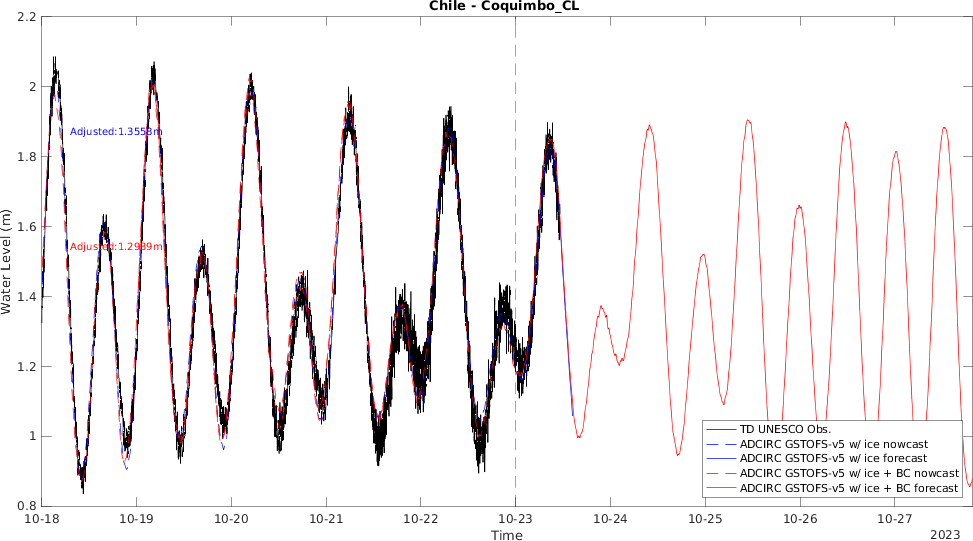 Chile - Coquimbo_CL
2.2
2
1.8
1.6
1.4
1.2
1
0.8
Water Level (m)
Adjusted:1.3553m
Adjusted:1.2989m
TD UNESCO Obs.
ADCIRC GSTOFS-v5 w/ ice nowcast
ADCIRC GSTOFS-v5 w/ ice forecast
ADCIRC GSTOFS-v5 w/ ice + BC nowcast
ADCIRC GSTOFS-v5 w/ ice + BC forecast
10-18 10-19 10-20 10-21 10-22 10-23 10-24 10-25 10-26 10-27
Time
2023